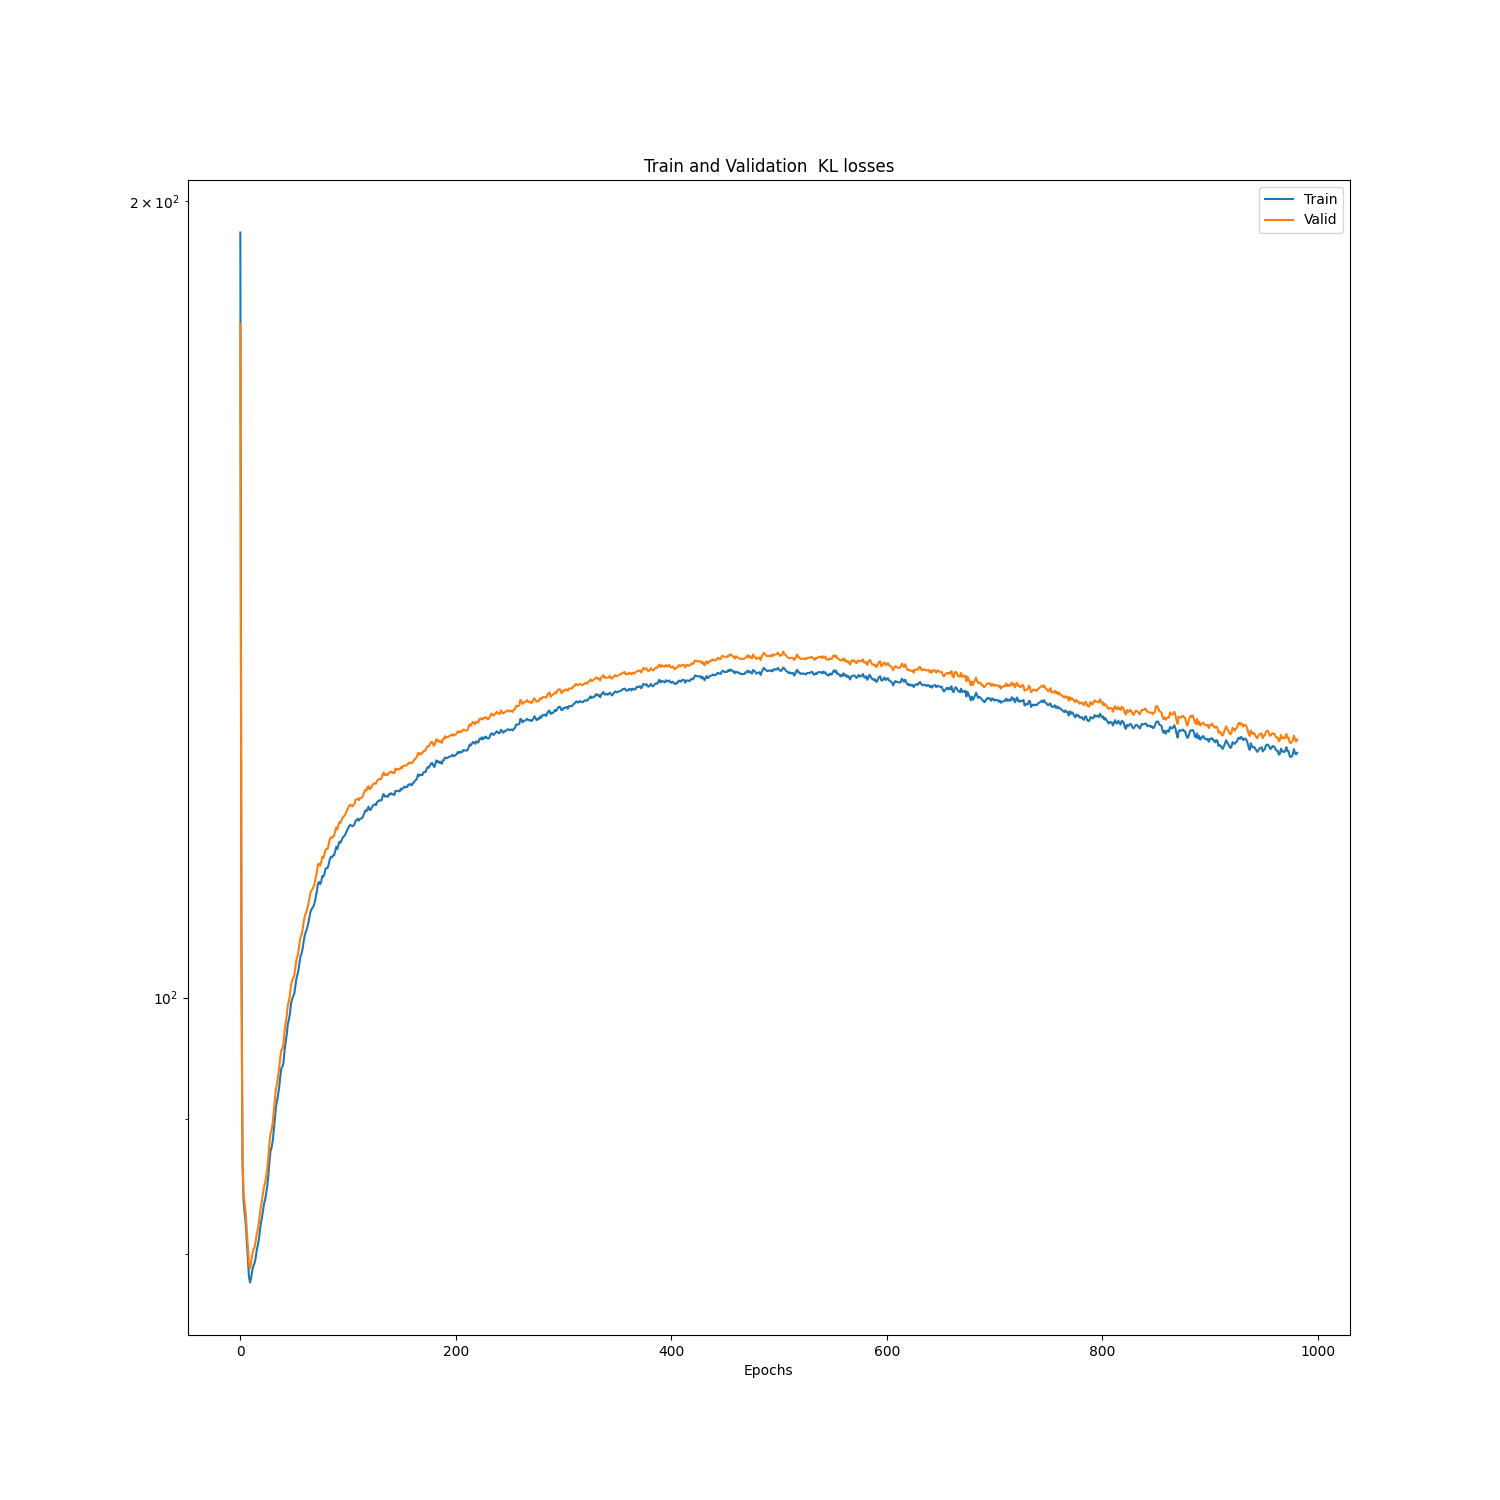 Train and Validation  KL losses
2 × 10²
Train
Valid
10²
0 200 400 600 800 1000
Epochs